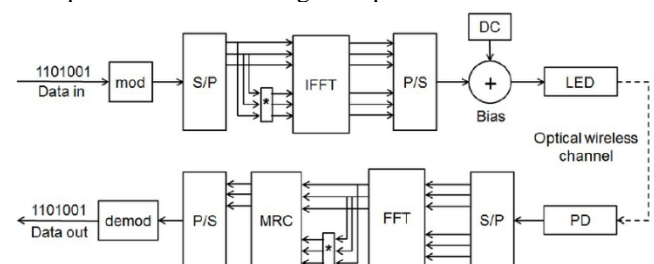 DC
1101001
Data in
mod
S/P
*
IFFT
P/S
+
Bias
LED
Optical wireless
channel
1101001
Data out
demod
P/S
MRC
*
FFT
S/P
PD